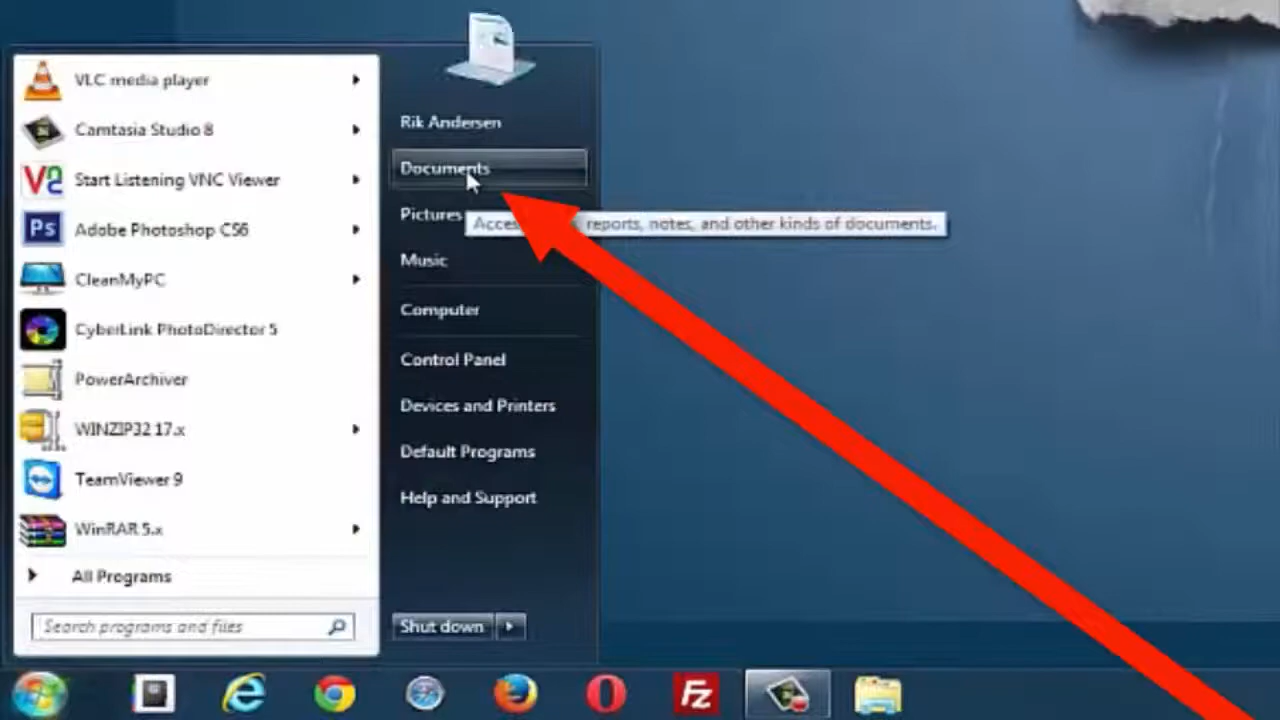 VLC media player
Camtasia Studio 8
Start Listening VNC Viewer
Ps
Adobe Photoshop CS6
CleanMyPC
CyberLink PhotoDirector 5
PowerArchiver
WINZIP32 17.x
TeamViewer 9
WinRAR 5.x
All Programs
Search programs and files
Rik Andersen
Documents
Pictures
reports, notes, and other kinds of documents.
Music
Computer
Control Panel
Devices and Printers
Default Programs
Help and Support
Shut down
Fz